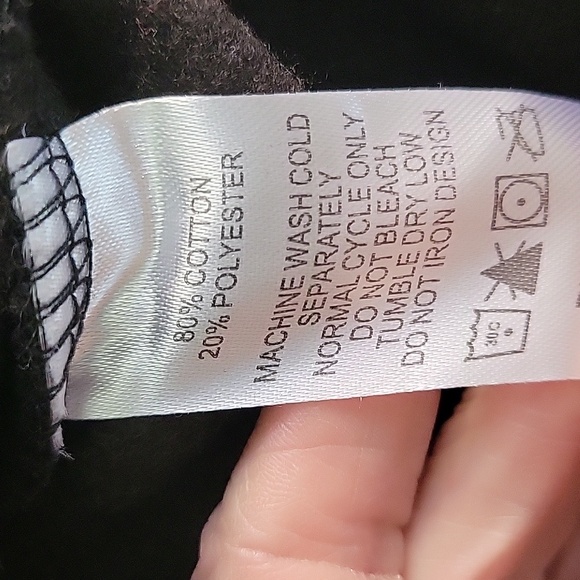 80% COTTON
20% POLYESTER
MACHINE WASH COLD
SEPARATELY
NORMAL CYCLE ONLY
DO NOT BLEACH
TUMBLE DRY LOW
DO NOT IRON DESIGN
30C